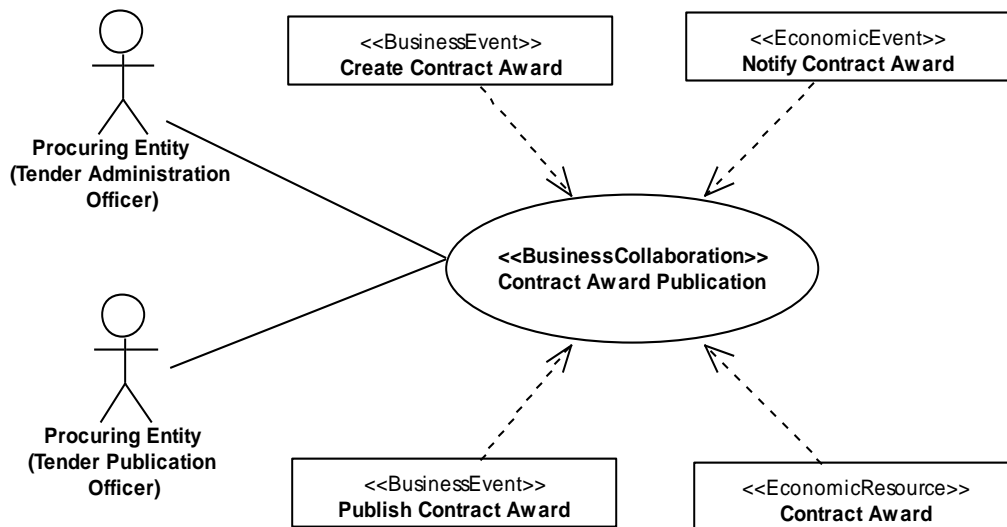 <<BusinessEvent>>
Create Contract Award
<<EconomicEvent>>
Notify Contract Award
Procuring Entity
(Tender Administration
Officer)
<<BusinessCollaboration>>
Contract Award Publication
Procuring Entity
(Tender Publication
Officer)
<<BusinessEvent>>
Publish Contract Award
<<EconomicResource>>
Contract Award